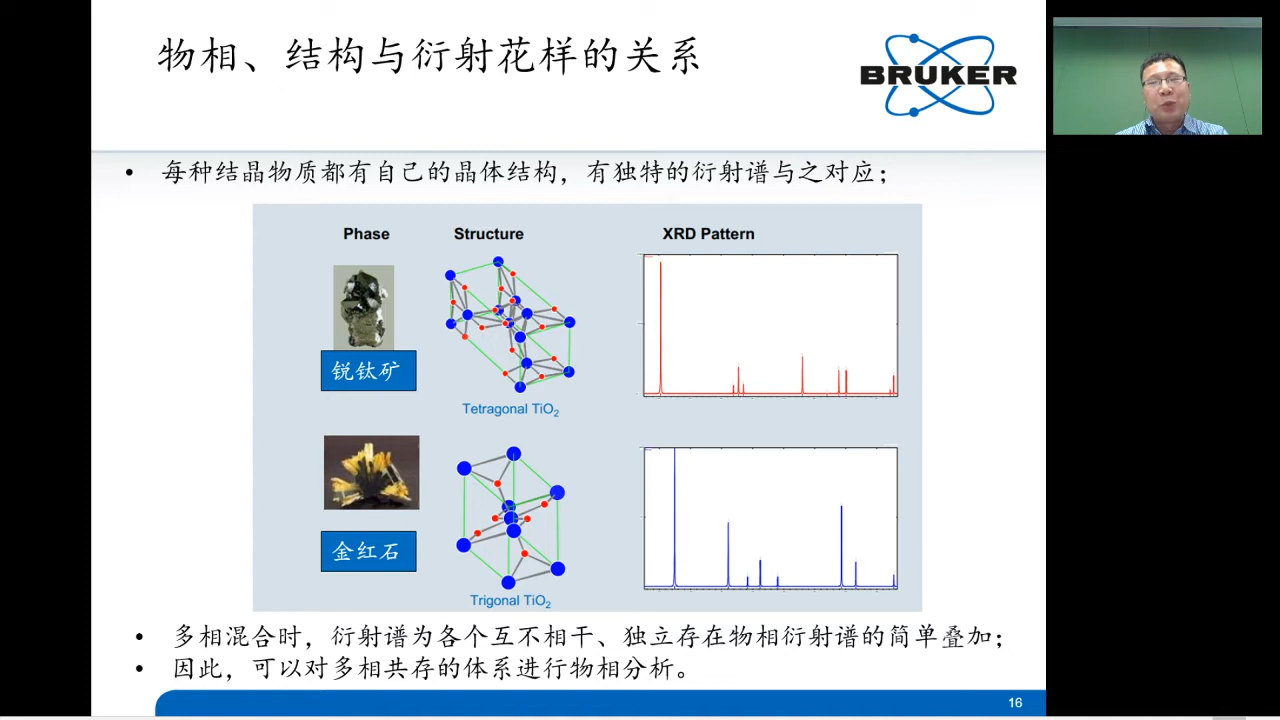 物相、结构与衍射花样的关系
BRUKER
• 每种结晶物质都有自己的晶体结构，有独特的衍射谱与之对应；
Phase Structure XRD Pattern
锐钛矿
Tetragonal TiO₂
金红石
Trigonal TiO₂
• 多相混合时，衍射谱为各个互不相干、独立存在物相衍射谱的简单叠加；
• 因此，可以对多相共存的体系进行物相分析。
16